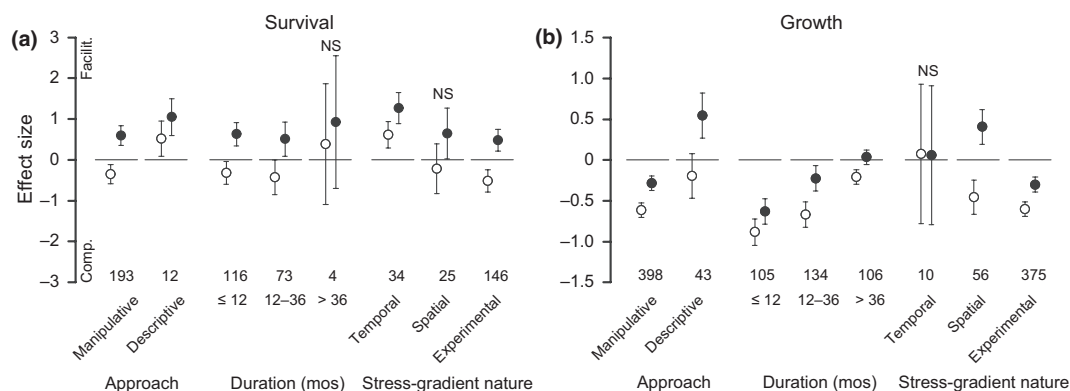 Survival
(a)
3
2
1
0
–1
–2
–3
Effect size
Facilit.
Comp.
NS
NS
193 12 116 73 4 34 25 146
≤ 12 12–36 > 36
Manipulative
Descriptive
Temporal
Spatial
Experimental
Approach Duration (mos) Stress-gradient nature
Growth
(b)
1.5
1.0
0.5
0
-0.5
-1.0
-1.5
NS
398 43 105 134 106 10 56 375
≤ 12 12–36 > 36
Manipulative
Descriptive
Temporal
Spatial
Experimental
Approach Duration (mos) Stress-gradient nature